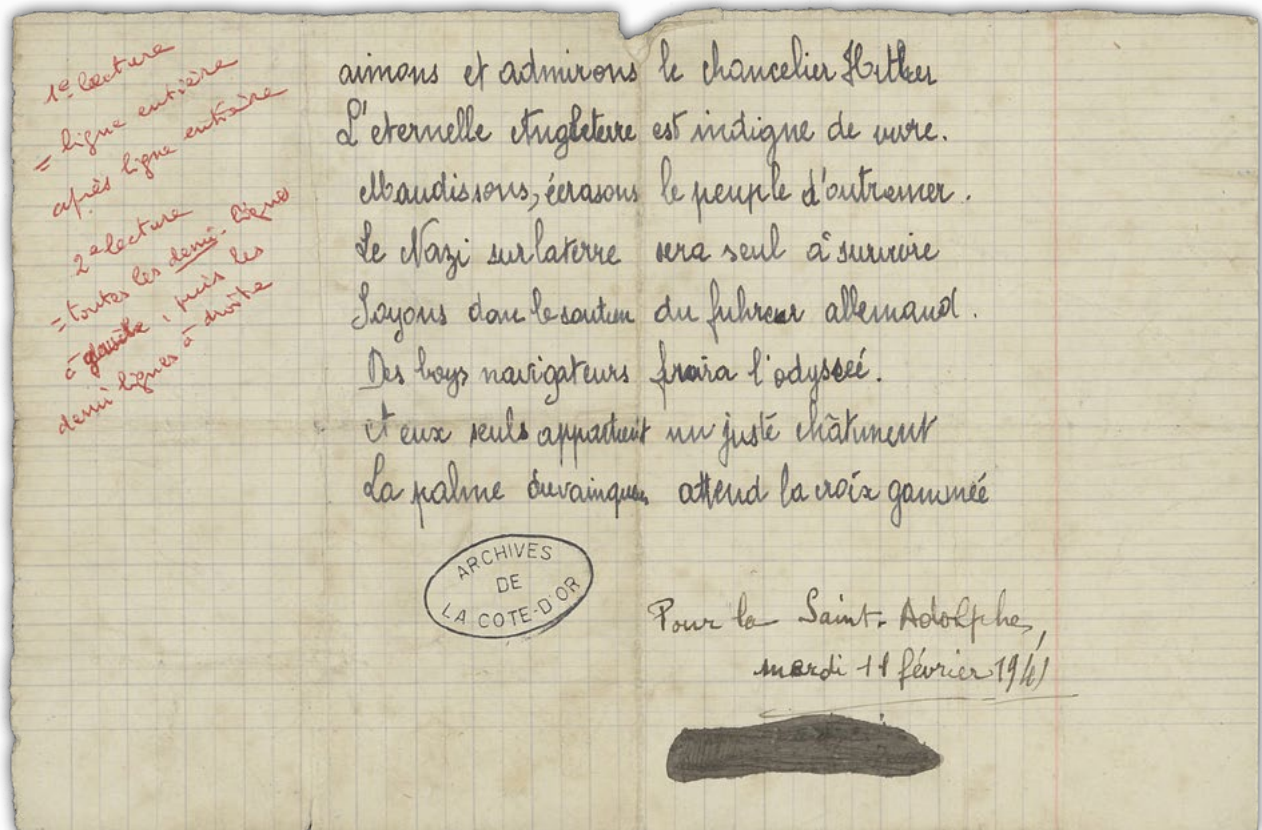 1e lecture
= ligne entière
après ligne entière
2e lecture
= toutes les demi-lignes
à gauche, puis les
demi lignes à droite
aimons et admirons le chancelier Hitler
L'eternelle Angleterre est indigne de vivre.
Maudissons, écrasons le peuple d'outremer.
Le Nazi sur la terre sera seul à survivre
Soyons donc le soutien du fuhreur allemand.
Des boys navigateurs finira l'odysseé.
A eux seuls appartient un juste châtiment
La palme du vainqueur attend la croix gammeé
ARCHIVES
DE
LA COTE-D'OR
Pour la Saint-Adolphe,
mardi 11 février 1941